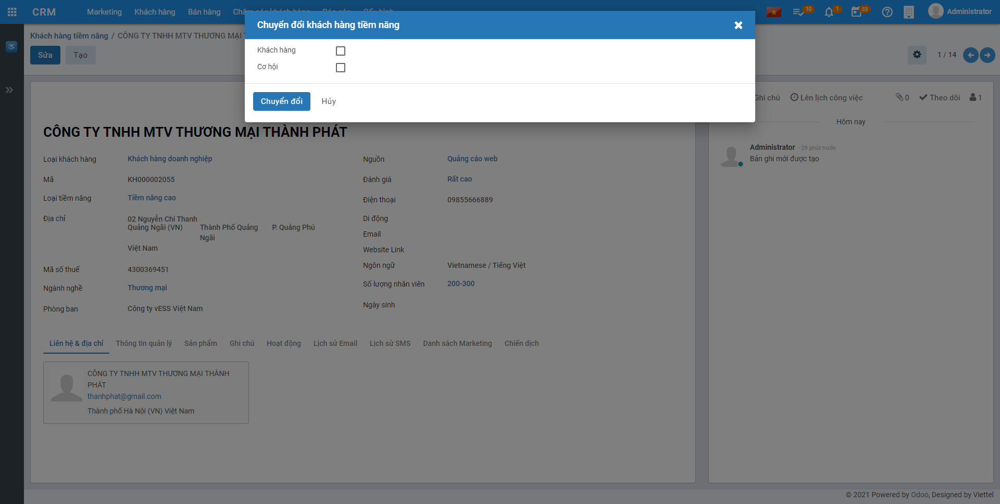 CRM
Marketing
Khách hàng
Bán hàng
10
1
23
Administrator
Khách hàng tiềm năng / CÔNG TY TNHH MTV THƯƠNG MẠI
Sửa
Tạo
1 / 14
Chuyển đổi khách hàng tiềm năng
Khách hàng
Cơ hội
Chuyển đổi
Hủy
CÔNG TY TNHH MTV THƯƠNG MẠI THÀNH PHÁT
Loại khách hàng
Khách hàng doanh nghiệp
Mã
KH000002055
Loại tiềm năng
Tiềm năng cao
Địa chỉ
02 Nguyễn Chí Thanh
Quảng Ngãi (VN)
Thành Phố Quảng
Ngãi
P. Quảng Phú
Việt Nam
Mã số thuế
4300369451
Ngành nghề
Thương mại
Phòng ban
Công ty vESS Việt Nam
Nguồn
Quảng cáo web
Đánh giá
Rất cao
Điện thoại
09855666889
Di động
Email
Website Link
Ngôn ngữ
Vietnamese / Tiếng Việt
Số lượng nhân viên
200-300
Ngày sinh
Liên hệ & địa chỉ
Thông tin quản lý
Sản phẩm
Ghi chú
Hoạt động
Lịch sử Email
Lịch sử SMS
Danh sách Marketing
Chiến dịch
CÔNG TY TNHH MTV THƯƠNG MẠI THÀNH
PHÁT
thanhphat@gmail.com
Thành phố Hà Nội (VN) Việt Nam
Ghi chú
Lên lịch công việc
0
Theo dõi
1
Hôm nay
Administrator - 29 phút trước
Bản ghi mới được tạo
© 2021 Powered by Odoo, Designed by Viettel